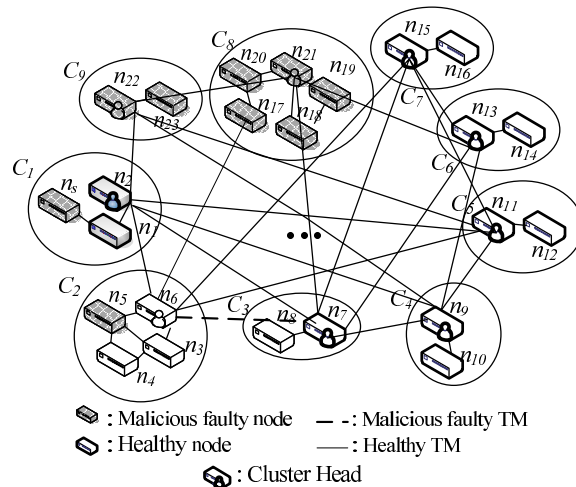 n15
C8
n21
n20
n19
n16
C9
n22
C7
n17
n18
n13
n23
n14
C6
C1
n2
ns
C5
n11
n1
n12
...
C2
n6
n5
C3
n7
C4
n9
n8
n3
n10
n4
: Malicious faulty node
: Malicious faulty TM
: Healthy node
: Healthy TM
: Cluster Head